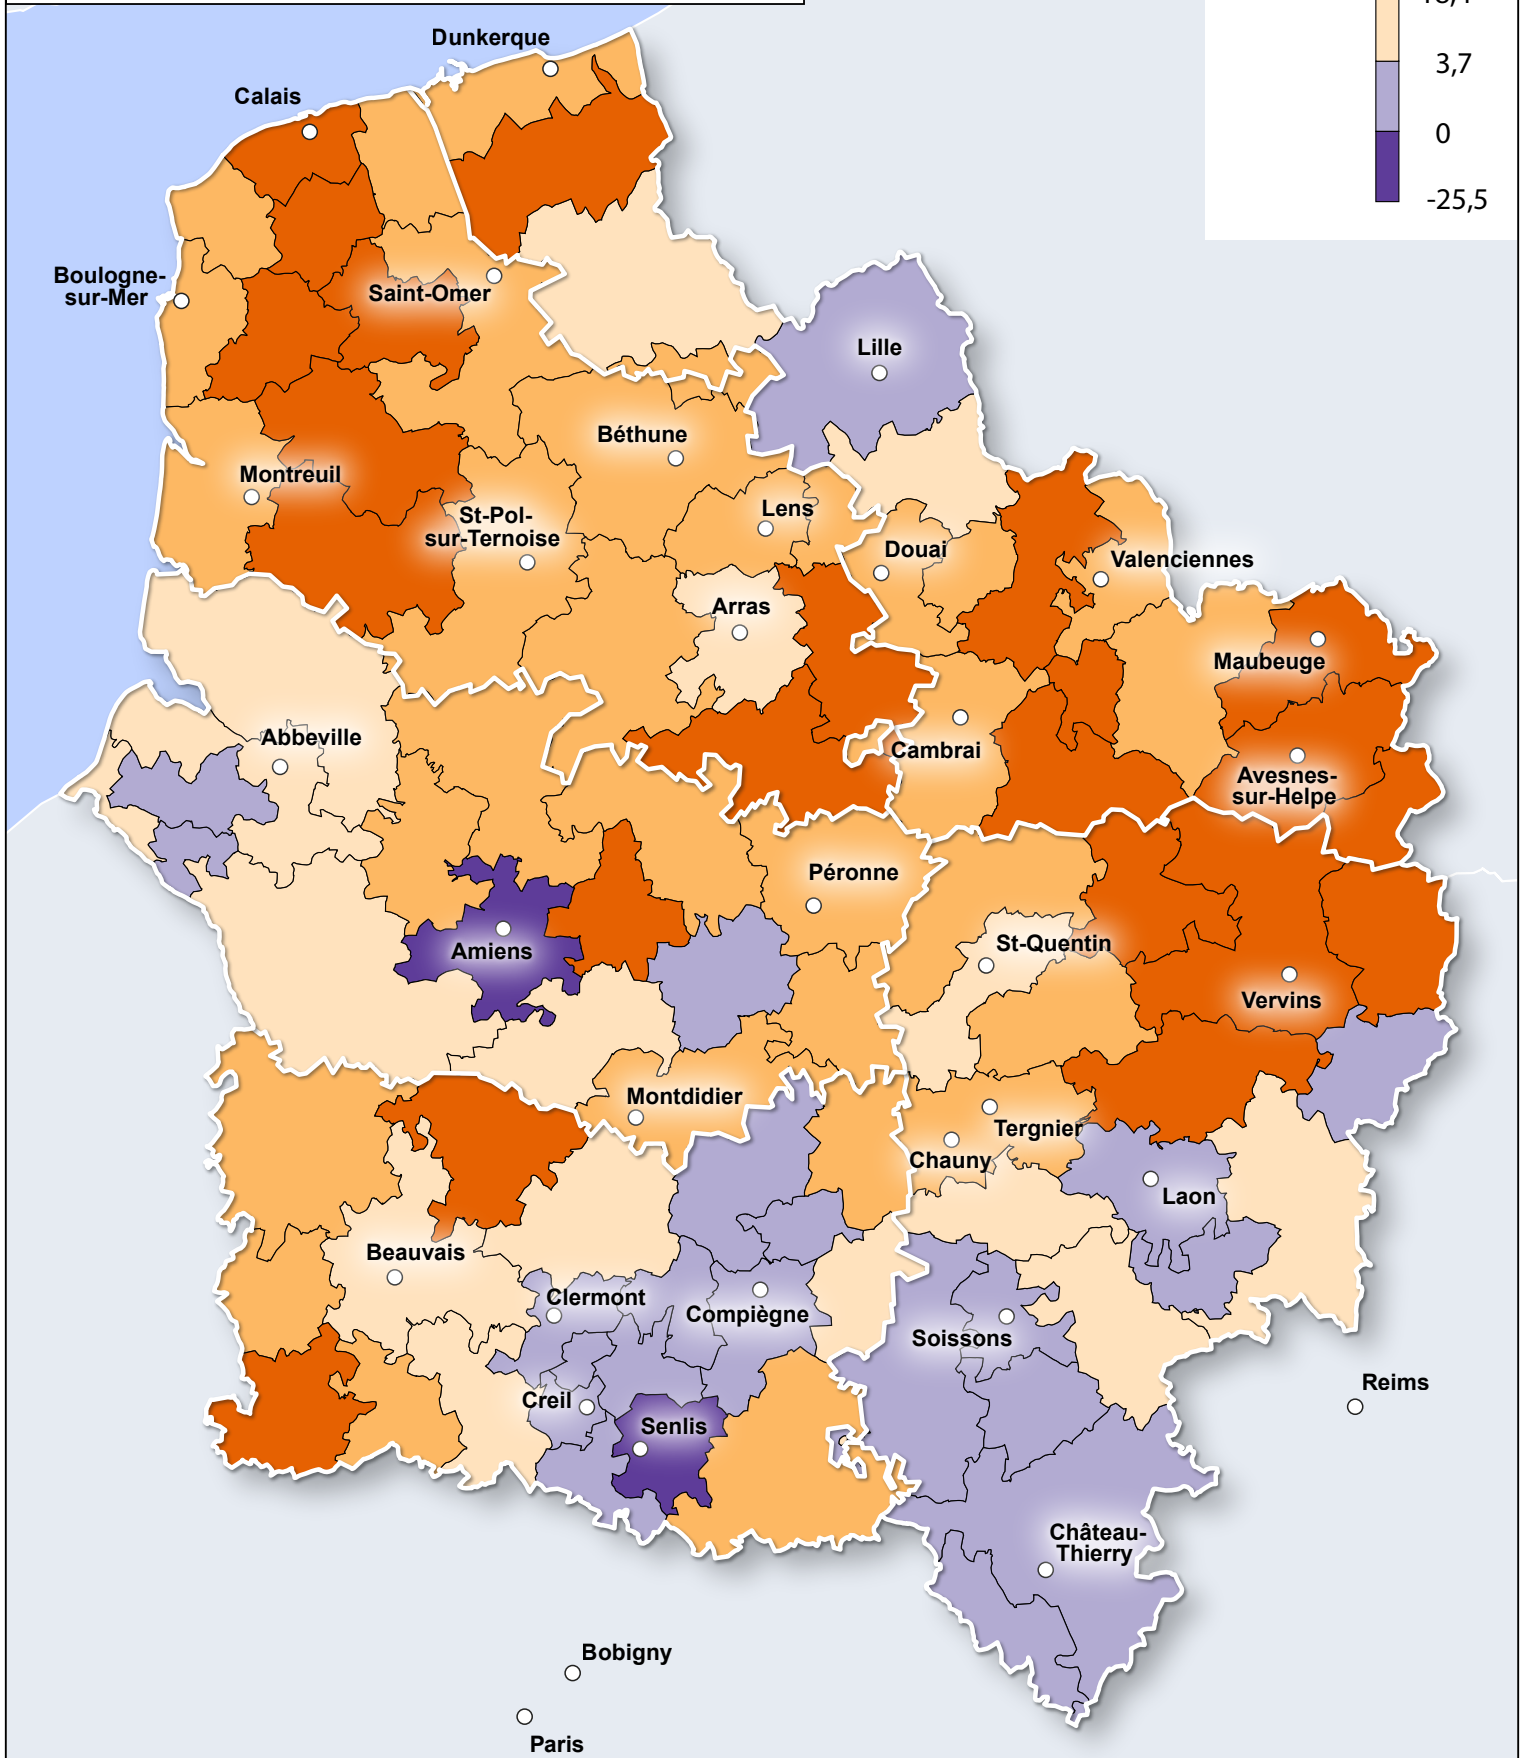 3,7
0
-25,5
Dunkerque
Calais
Boulogne-
sur-Mer
Saint-Omer
Lille
Béthune
Montreuil
Lens
St-Pol-
sur-Ternoise
Douai
Valenciennes
Arras
Maubeuge
Abbeville
Cambrai
Avesnes-
sur-Helpe
Péronne
Amiens
St-Quentin
Vervins
Montdidier
Tergnier
Chauny
Laon
Beauvais
Clermont
Compiègne
Soissons
Reims
Creil
Senlis
Château-
Thierry
Bobigny
Paris